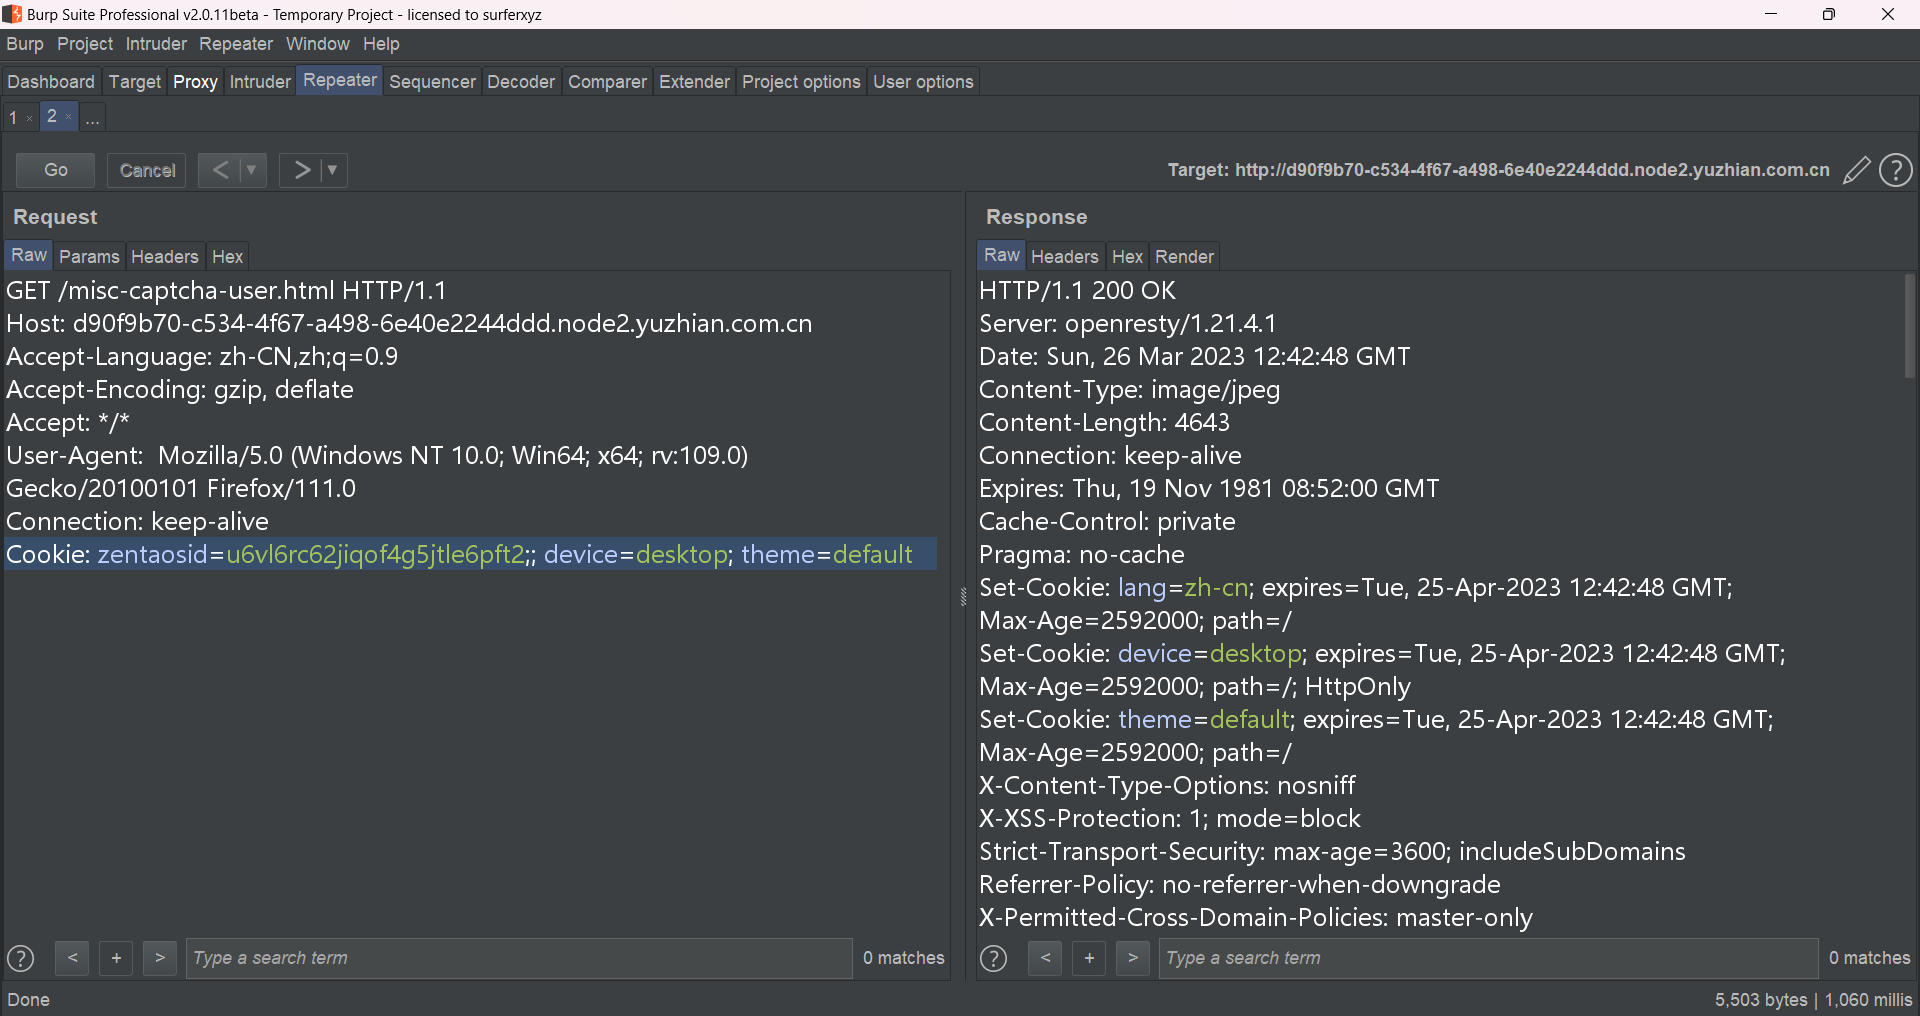 Burp Suite Professional v2.0.11beta - Temporary Project - licensed to surferxyz
Burp Project Intruder Repeater Window Help
Dashboard Target Proxy Intruder Repeater Sequencer Decoder Comparer Extender Project options User options
1 × 2 × ...
Go Cancel < ▼ > ▼ Target: http://d90f9b70-c534-4f67-a498-6e40e2244ddd.node2.yuzhian.com.cn ?
Request
Raw Params Headers Hex
GET /misc-captcha-user.html HTTP/1.1
Host: d90f9b70-c534-4f67-a498-6e40e2244ddd.node2.yuzhian.com.cn
Accept-Language: zh-CN,zh;q=0.9
Accept-Encoding: gzip, deflate
Accept: */*
User-Agent:  Mozilla/5.0 (Windows NT 10.0; Win64; x64; rv:109.0)
Gecko/20100101 Firefox/111.0
Connection: keep-alive
Cookie: zentaosid=u6vl6rc62jiqof4g5jtle6pft2;; device=desktop; theme=default
? < + > Type a search term 0 matches
Response
Raw Headers Hex Render
HTTP/1.1 200 OK
Server: openresty/1.21.4.1
Date: Sun, 26 Mar 2023 12:42:48 GMT
Content-Type: image/jpeg
Content-Length: 4643
Connection: keep-alive
Expires: Thu, 19 Nov 1981 08:52:00 GMT
Cache-Control: private
Pragma: no-cache
Set-Cookie: lang=zh-cn; expires=Tue, 25-Apr-2023 12:42:48 GMT;
Max-Age=2592000; path=/
Set-Cookie: device=desktop; expires=Tue, 25-Apr-2023 12:42:48 GMT;
Max-Age=2592000; path=/; HttpOnly
Set-Cookie: theme=default; expires=Tue, 25-Apr-2023 12:42:48 GMT;
Max-Age=2592000; path=/
X-Content-Type-Options: nosniff
X-XSS-Protection: 1; mode=block
Strict-Transport-Security: max-age=3600; includeSubDomains
Referrer-Policy: no-referrer-when-downgrade
X-Permitted-Cross-Domain-Policies: master-only
? < + > Type a search term 0 matches
Done 5,503 bytes | 1,060 millis